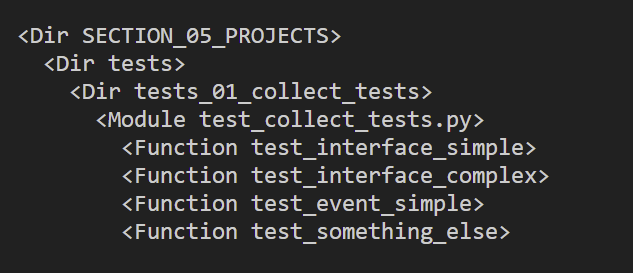 <Dir SECTION_05_PROJECTS>
<Dir tests>
<Dir tests_01_collect_tests>
<Module test_collect_tests.py>
<Function test_interface_simple>
<Function test_interface_complex>
<Function test_event_simple>
<Function test_something_else>